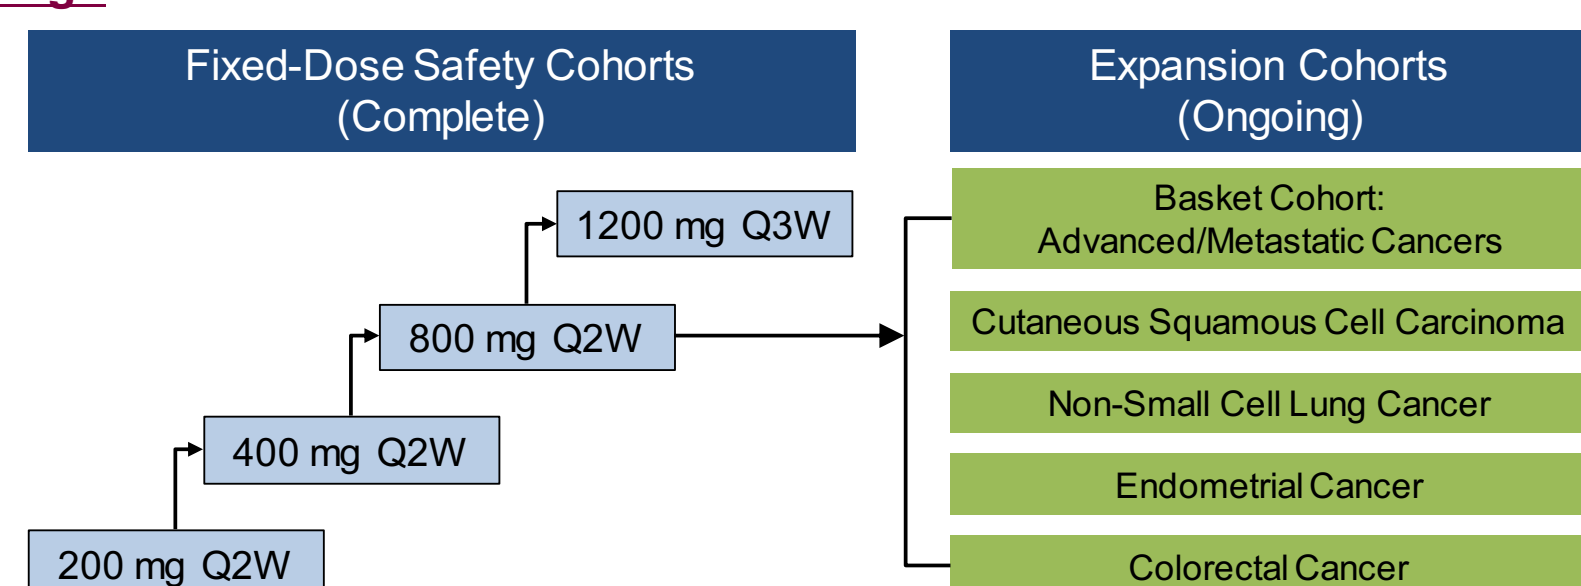 Fixed-Dose Safety Cohorts
(Complete)
Expansion Cohorts
(Ongoing)
1200 mg Q3W
800 mg Q2W
400 mg Q2W
200 mg Q2W
Basket Cohort:
Advanced/Metastatic Cancers
Cutaneous Squamous Cell Carcinoma
Non-Small Cell Lung Cancer
Endometrial Cancer
Colorectal Cancer